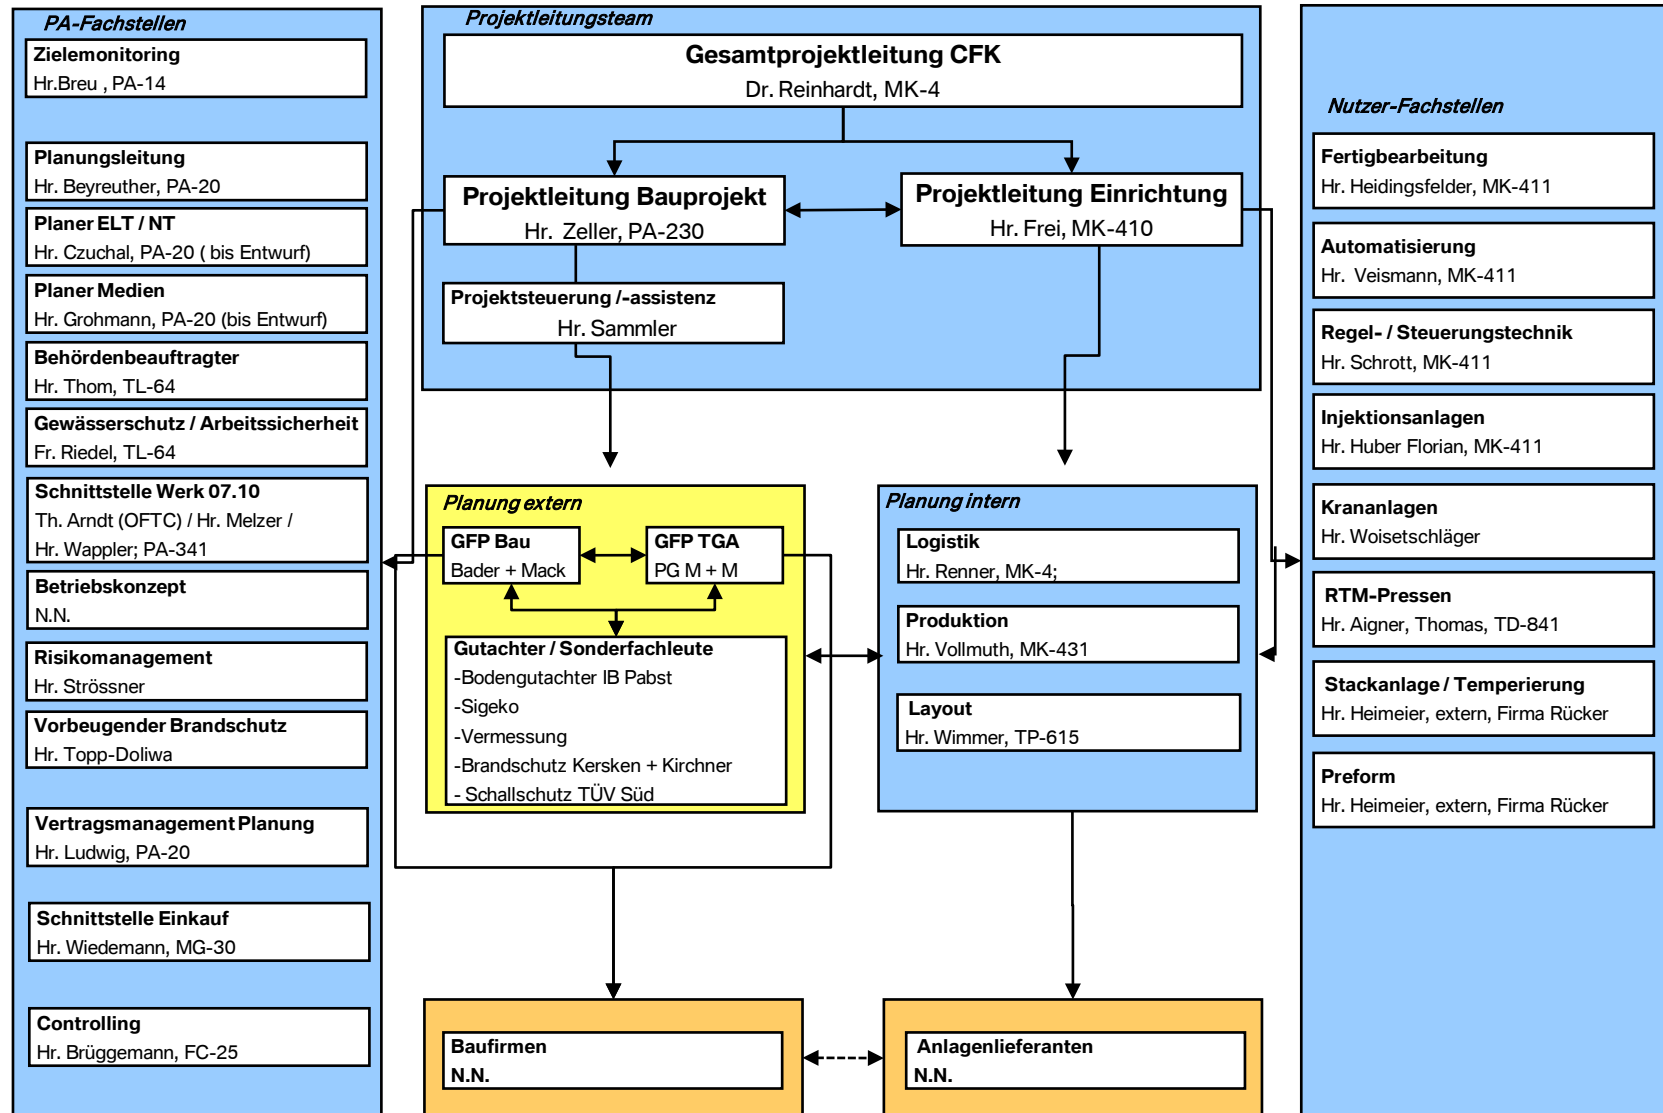 PA-Fachstellen
Zielemonitoring
Hr.Breu , PA-14
Planungsleitung
Hr. Beyreuther, PA-20
Planer ELT / NT
Hr. Czuchal, PA-20 ( bis Entwurf)
Planer Medien
Hr. Grohmann, PA-20 (bis Entwurf)
Behördenbeauftragter
Hr. Thom, TL-64
Gewässerschutz / Arbeitssicherheit
Fr. Riedel, TL-64
Schnittstelle Werk 07.10
Th. Arndt (OFTC) / Hr. Melzer /
Hr. Wappler; PA-341
Betriebskonzept
N.N.
Risikomanagement
Hr. Strössner
Vorbeugender Brandschutz
Hr. Topp-Doliwa
Vertragsmanagement Planung
Hr. Ludwig, PA-20
Schnittstelle Einkauf
Hr. Wiedemann, MG-30
Controlling
Hr. Brüggemann, FC-25
Projektleitungsteam
Gesamtprojektleitung CFK
Dr. Reinhardt, MK-4
Projektleitung Bauprojekt
Hr. Zeller, PA-230
Projektleitung Einrichtung
Hr. Frei, MK-410
Projektsteuerung /-assistenz
Hr. Sammler
Planung extern
GFP Bau
Bader + Mack
GFP TGA
PG M + M
Gutachter / Sonderfachleute
-Bodengutachter IB Pabst
-Sigeko
-Vermessung
-Brandschutz Kersken + Kirchner
- Schallschutz TÜV Süd
Planung intern
Logistik
Hr. Renner, MK-4;
Produktion
Hr. Vollmuth, MK-431
Layout
Hr. Wimmer, TP-615
Baufirmen
N.N.
Anlagenlieferanten
N.N.
Nutzer-Fachstellen
Fertigbearbeitung
Hr. Heidingsfelder, MK-411
Automatisierung
Hr. Veismann, MK-411
Regel- / Steuerungstechnik
Hr. Schrott, MK-411
Injektionsanlagen
Hr. Huber Florian, MK-411
Krananlagen
Hr. Woisetschläger
RTM-Pressen
Hr. Aigner, Thomas, TD-841
Stackanlage / Temperierung
Hr. Heimeier, extern, Firma Rücker
Preform
Hr. Heimeier, extern, Firma Rücker